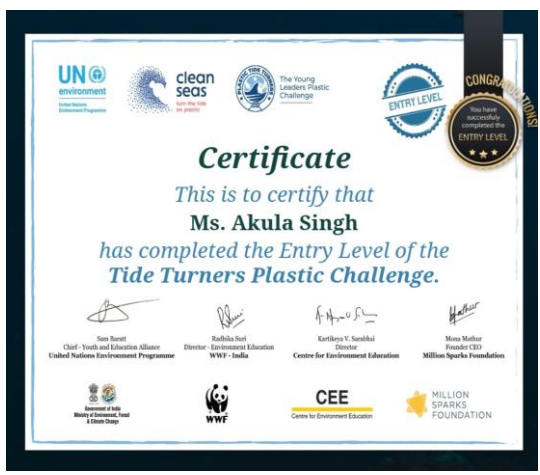 UN
environment
United Nations
Environment Programme
clean
seas
turn the tide
on plastic
PLASTIC TIDE TURNERS
The Young
Leaders Plastic
Challenge
ENTRY LEVEL
CONGRATULATIONS!
You have
successfuly
completed the
ENTRY LEVEL
Certificate
This is to certify that
Ms. Akula Singh
has completed the Entry Level of the
Tide Turners Plastic Challenge.
Sam Baratt
Chief - Youth and Education Alliance
United Nations Environment Programme
Radhika Suri
Director - Environment Education
WWF - India
Kartikeya V. Sarabhai
Director
Centre for Environment Education
Mona Mathur
Founder CEO
Million Sparks Foundation
Government of India
Ministry of Environment, Forest
& Climate Change
WWF
CEE
Centre for Environment Education
MILLION
SPARKS
FOUNDATION